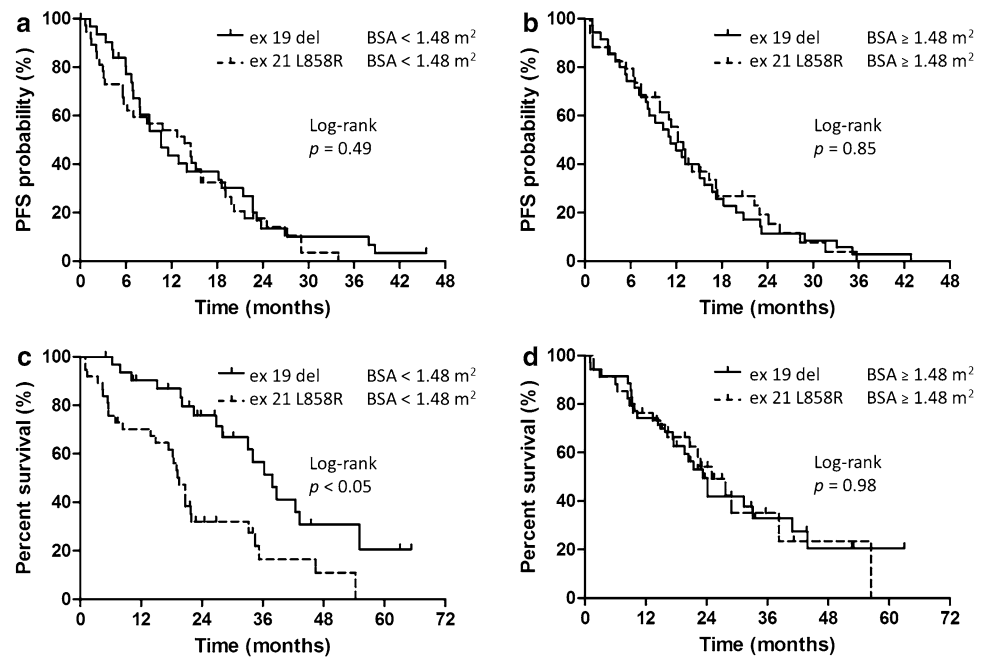 a
ex 19 del BSA < 1.48 m²
ex 21 L858R BSA < 1.48 m²
Log-rank
p = 0.49
PFS probability (%)
100
80
60
40
20
0
0 6 12 18 24 30 36 42 48
Time (months)
b
ex 19 del BSA ≥ 1.48 m²
ex 21 L858R BSA ≥ 1.48 m²
Log-rank
p = 0.85
PFS probability (%)
100
80
60
40
20
0
0 6 12 18 24 30 36 42 48
Time (months)
c
ex 19 del BSA < 1.48 m²
ex 21 L858R BSA < 1.48 m²
Log-rank
p < 0.05
Percent survival (%)
100
80
60
40
20
0
0 12 24 36 48 60 72
Time (months)
d
ex 19 del BSA ≥ 1.48 m²
ex 21 L858R BSA ≥ 1.48 m²
Log-rank
p = 0.98
Percent survival (%)
100
80
60
40
20
0
0 12 24 36 48 60 72
Time (months)